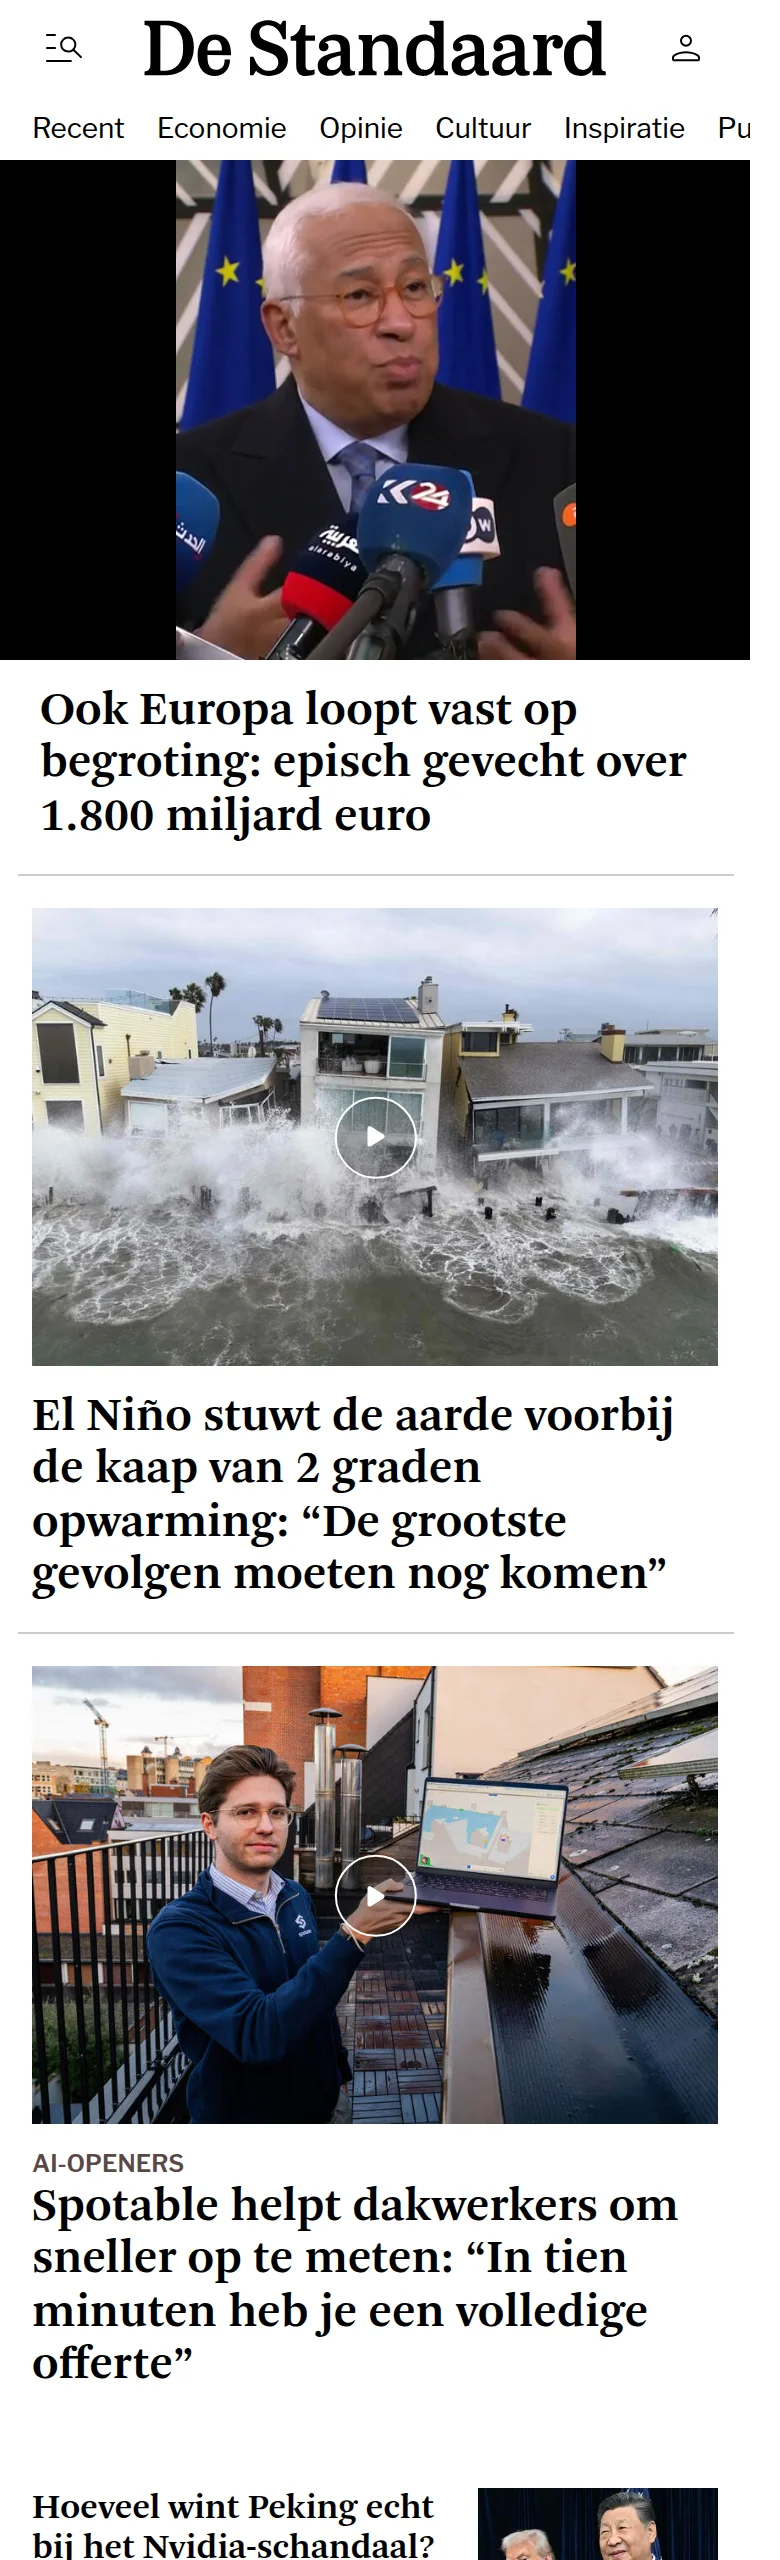 De Standaard
Recent Economie Opinie Cultuur Inspiratie Pu
K24
العربية
alarabiya
الحدث
DW
Ook Europa loopt vast op
begroting: episch gevecht over
1.800 miljard euro
El Niño stuwt de aarde voorbij
de kaap van 2 graden
opwarming: “De grootste
gevolgen moeten nog komen”
AI-OPENERS
Spotable helpt dakwerkers om
sneller op te meten: “In tien
minuten heb je een volledige
offerte”
Hoeveel wint Peking echt
bij het Nvidia-schandaal?